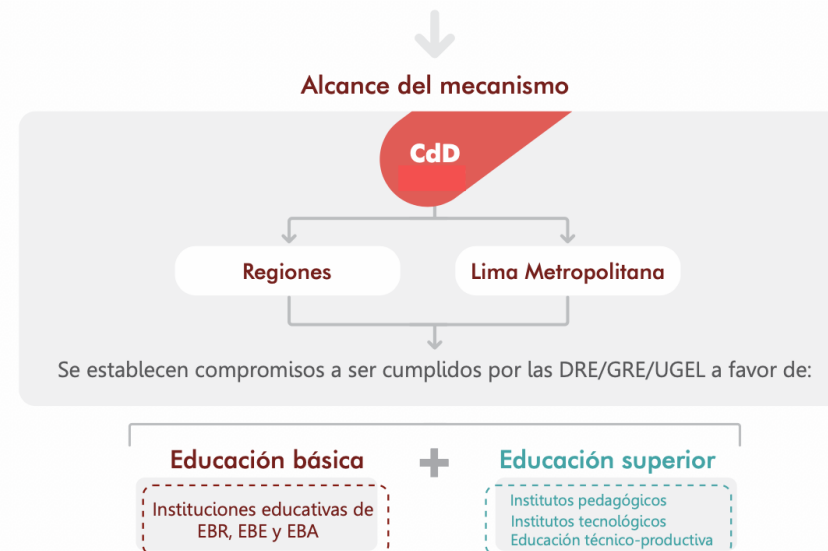 Alcance del mecanismo
CdD
Regiones
Lima Metropolitana
Se establecen compromisos a ser cumplidos por las DRE/GRE/UGEL a favor de:
Educación básica
+
Educación superior
Instituciones educativas de
EBR, EBE y EBA
Institutos pedagógicos
Institutos tecnológicos
Educación técnico-productiva